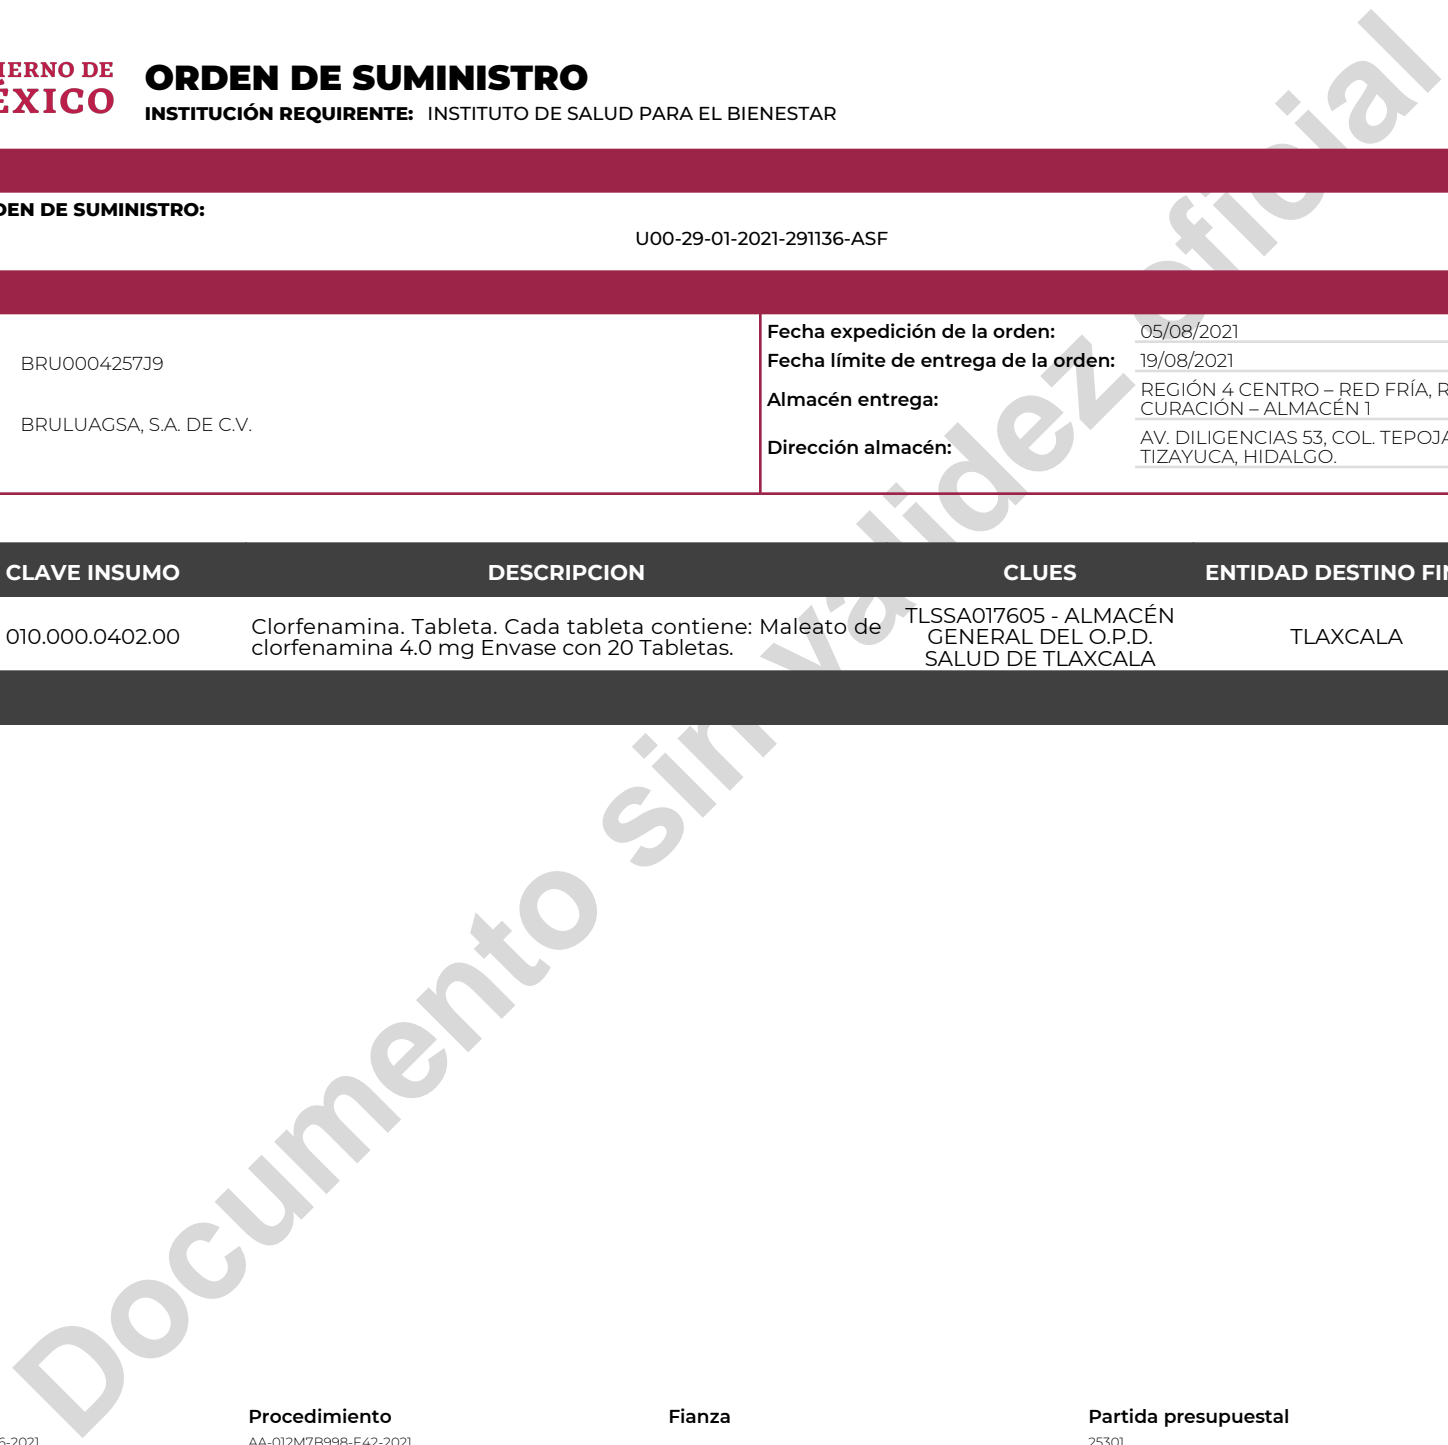 IERNO DE
ÉXICO
ORDEN DE SUMINISTRO
INSTITUCIÓN REQUIRENTE: INSTITUTO DE SALUD PARA EL BIENESTAR
DEN DE SUMINISTRO:
U00-29-01-2021-291136-ASF
BRU0004257J9
BRULUAGSA, S.A. DE C.V.
Fecha expedición de la orden: 05/08/2021
Fecha límite de entrega de la orden: 19/08/2021
Almacén entrega: REGIÓN 4 CENTRO – RED FRÍA, R
CURACIÓN – ALMACÉN 1
Dirección almacén: AV. DILIGENCIAS 53, COL. TEPOJA
TIZAYUCA, HIDALGO.
CLAVE INSUMO DESCRIPCION CLUES ENTIDAD DESTINO FIN
010.000.0402.00
Clorfenamina. Tableta. Cada tableta contiene: Maleato de
clorfenamina 4.0 mg Envase con 20 Tabletas.
TLSSA017605 - ALMACÉN
GENERAL DEL O.P.D.
SALUD DE TLAXCALA
TLAXCALA
Documento sin validez oficial
Procedimiento Fianza Partida presupuestal
6-2021 AA-012M7B998-E42-2021 25301